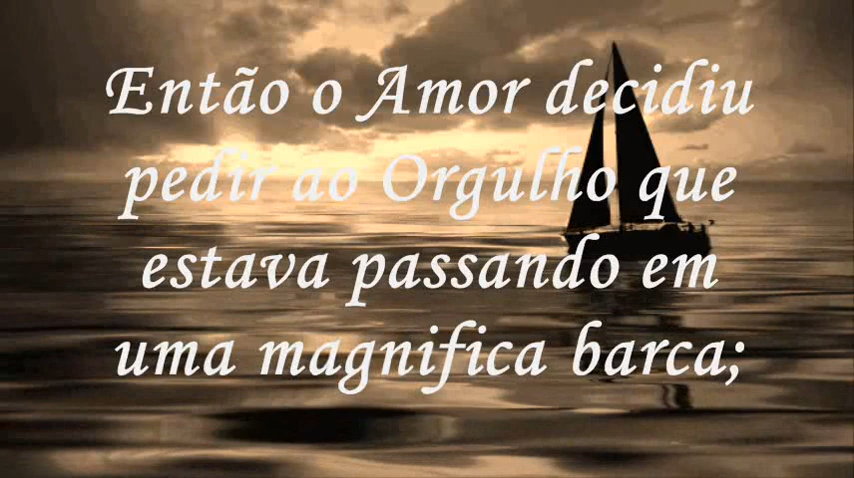 Então o Amor decidiu
pedir ao Orgulho que
estava passando em
uma magnifica barca;